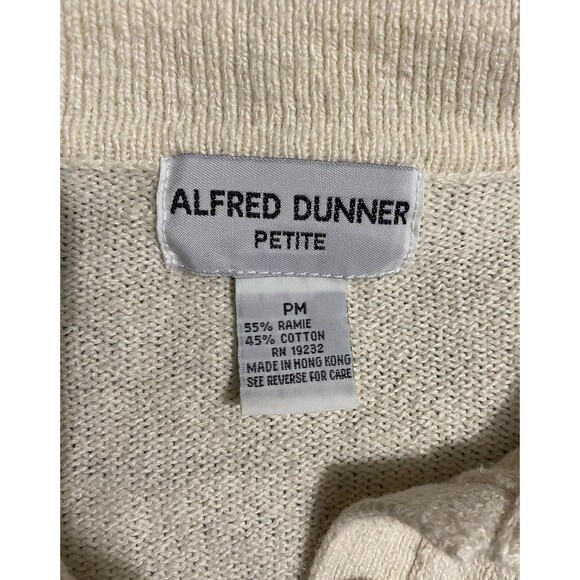 ALFRED DUNNER
PETITE
PM
55% RAMIE
45% COTTON
RN 19232
MADE IN HONG KONG
SEE REVERSE FOR CARE